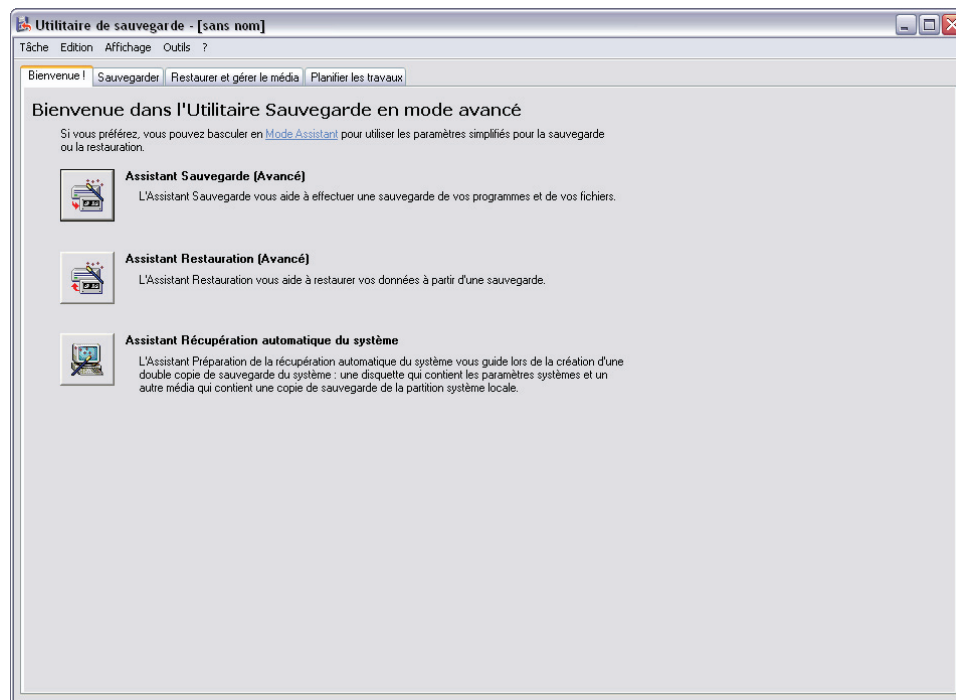 Utilitaire de sauvegarde - [sans nom]
Tâche Edition Affichage Outils ?
Bienvenue ! Sauvegarder Restaurer et gérer le média Planifier les travaux
Bienvenue dans l'Utilitaire Sauvegarde en mode avancé
Si vous préférez, vous pouvez basculer en Mode Assistant pour utiliser les paramètres simplifiés pour la sauvegarde
ou la restauration.
Assistant Sauvegarde (Avancé)
L'Assistant Sauvegarde vous aide à effectuer une sauvegarde de vos programmes et de vos fichiers.
Assistant Restauration (Avancé)
L'Assistant Restauration vous aide à restaurer vos données à partir d'une sauvegarde.
Assistant Récupération automatique du système
L'Assistant Préparation de la récupération automatique du système vous guide lors de la création d'une
double copie de sauvegarde du système : une disquette qui contient les paramètres systèmes et un
autre média qui contient une copie de sauvegarde de la partition système locale.